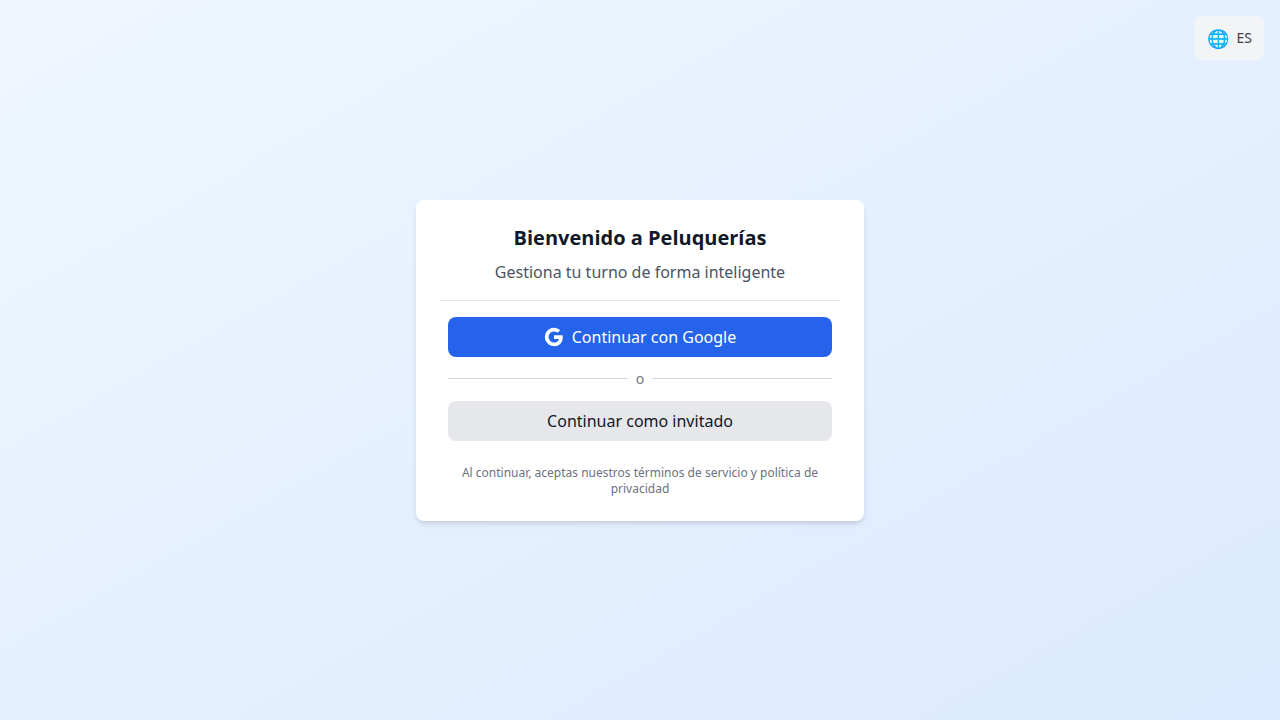 ES
Bienvenido a Peluquerías
Gestiona tu turno de forma inteligente
Continuar con Google
o
Continuar como invitado
Al continuar, aceptas nuestros términos de servicio y política de
privacidad